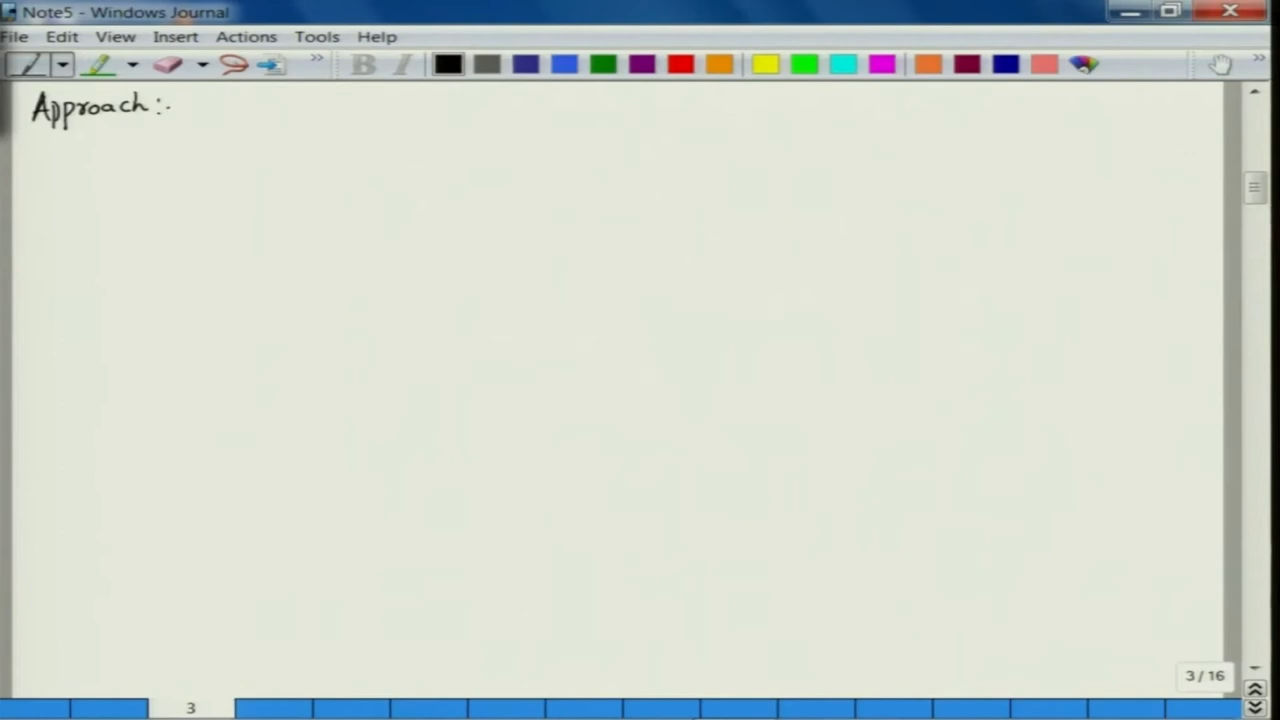 Note5 - Windows Journal
File Edit View Insert Actions Tools Help
B I
Approach :-
3 / 16
3